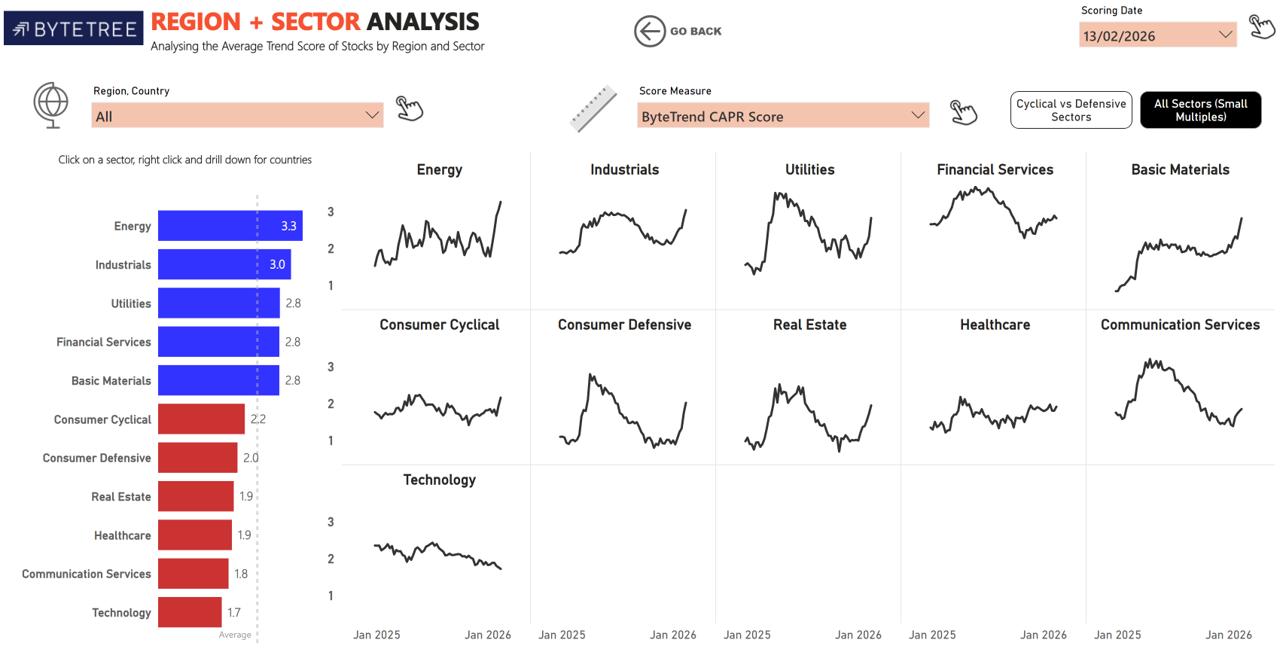 BYTETREE
REGION + SECTOR ANALYSIS
Analysing the Average Trend Score of Stocks by Region and Sector
GO BACK
Scoring Date
13/02/2026
Region, Country
All
Score Measure
ByteTrend CAPR Score
Cyclical vs Defensive
Sectors
All Sectors (Small
Multiples)
Click on a sector, right click and drill down for countries
Energy 3.3
Industrials 3.0
Utilities 2.8
Financial Services 2.8
Basic Materials 2.8
Consumer Cyclical 2.2
Consumer Defensive 2.0
Real Estate 1.9
Healthcare 1.9
Communication Services 1.8
Technology 1.7
Average
Energy Industrials Utilities Financial Services Basic Materials
3
2
1
Consumer Cyclical Consumer Defensive Real Estate Healthcare Communication Services
3
2
1
Technology
3
2
1
Jan 2025 Jan 2026 Jan 2025 Jan 2026 Jan 2025 Jan 2026 Jan 2025 Jan 2026 Jan 2025 Jan 2026